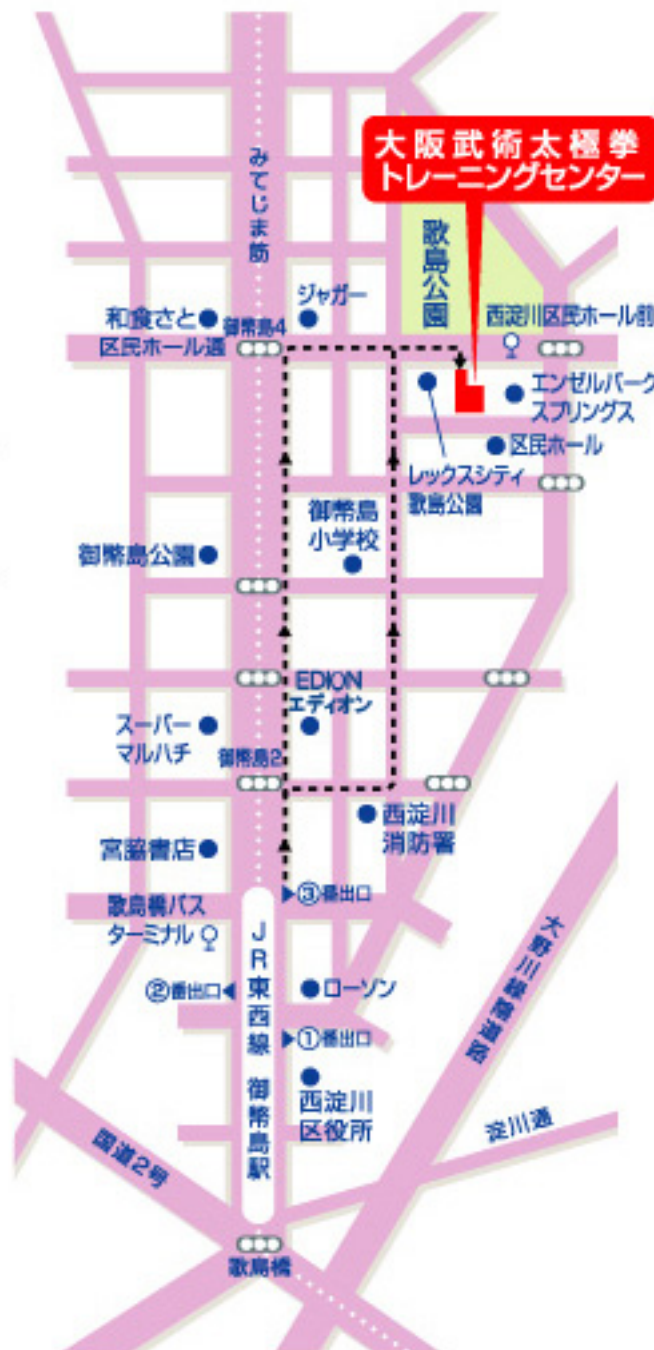 大阪武術太極拳
トレーニングセンター
みてじま筋
歌島公園
ジャガー
和食さと
御幣島4
区民ホール通
西淀川区民ホール前
エンゼルパーク
スプリングス
区民ホール
レックスシティ
歌島公園
御幣島
小学校
御幣島公園
EDION
エディオン
スーパー
マルハチ
御幣島2
西淀川
消防署
宮脇書店
③番出口
歌島橋バス
ターミナル
JR東西線 御幣島駅
②番出口
ローソン
①番出口
大野川緑陰道路
西淀川
区役所
淀川通
国道2号
歌島橋